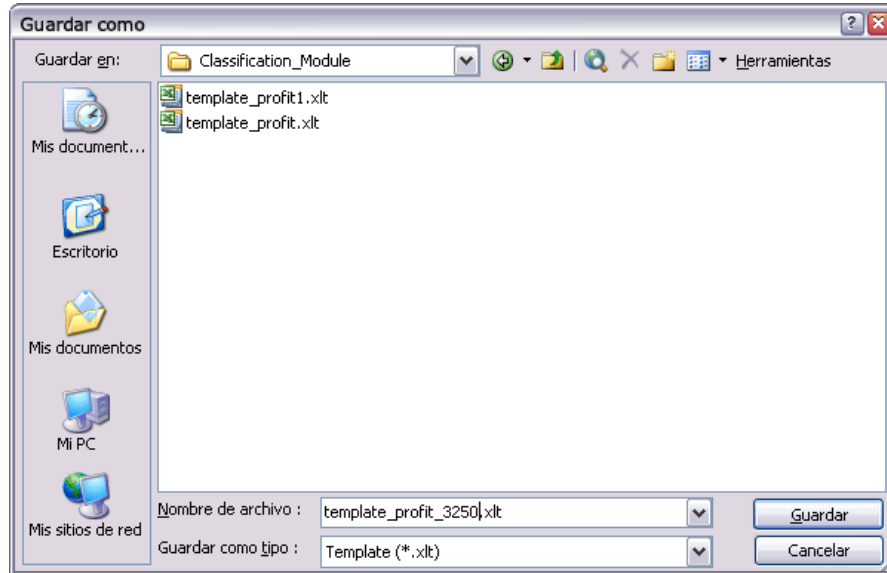 Guardar como
Guardar en:
Classification_Module
Herramientas
template_profit1.xlt
template_profit.xlt
Mis document...
Escritorio
Mis documentos
Mi PC
Mis sitios de red
Nombre de archivo :
template_profit_3250.xlt
Guardar
Guardar como tipo :
Template (*.xlt)
Cancelar